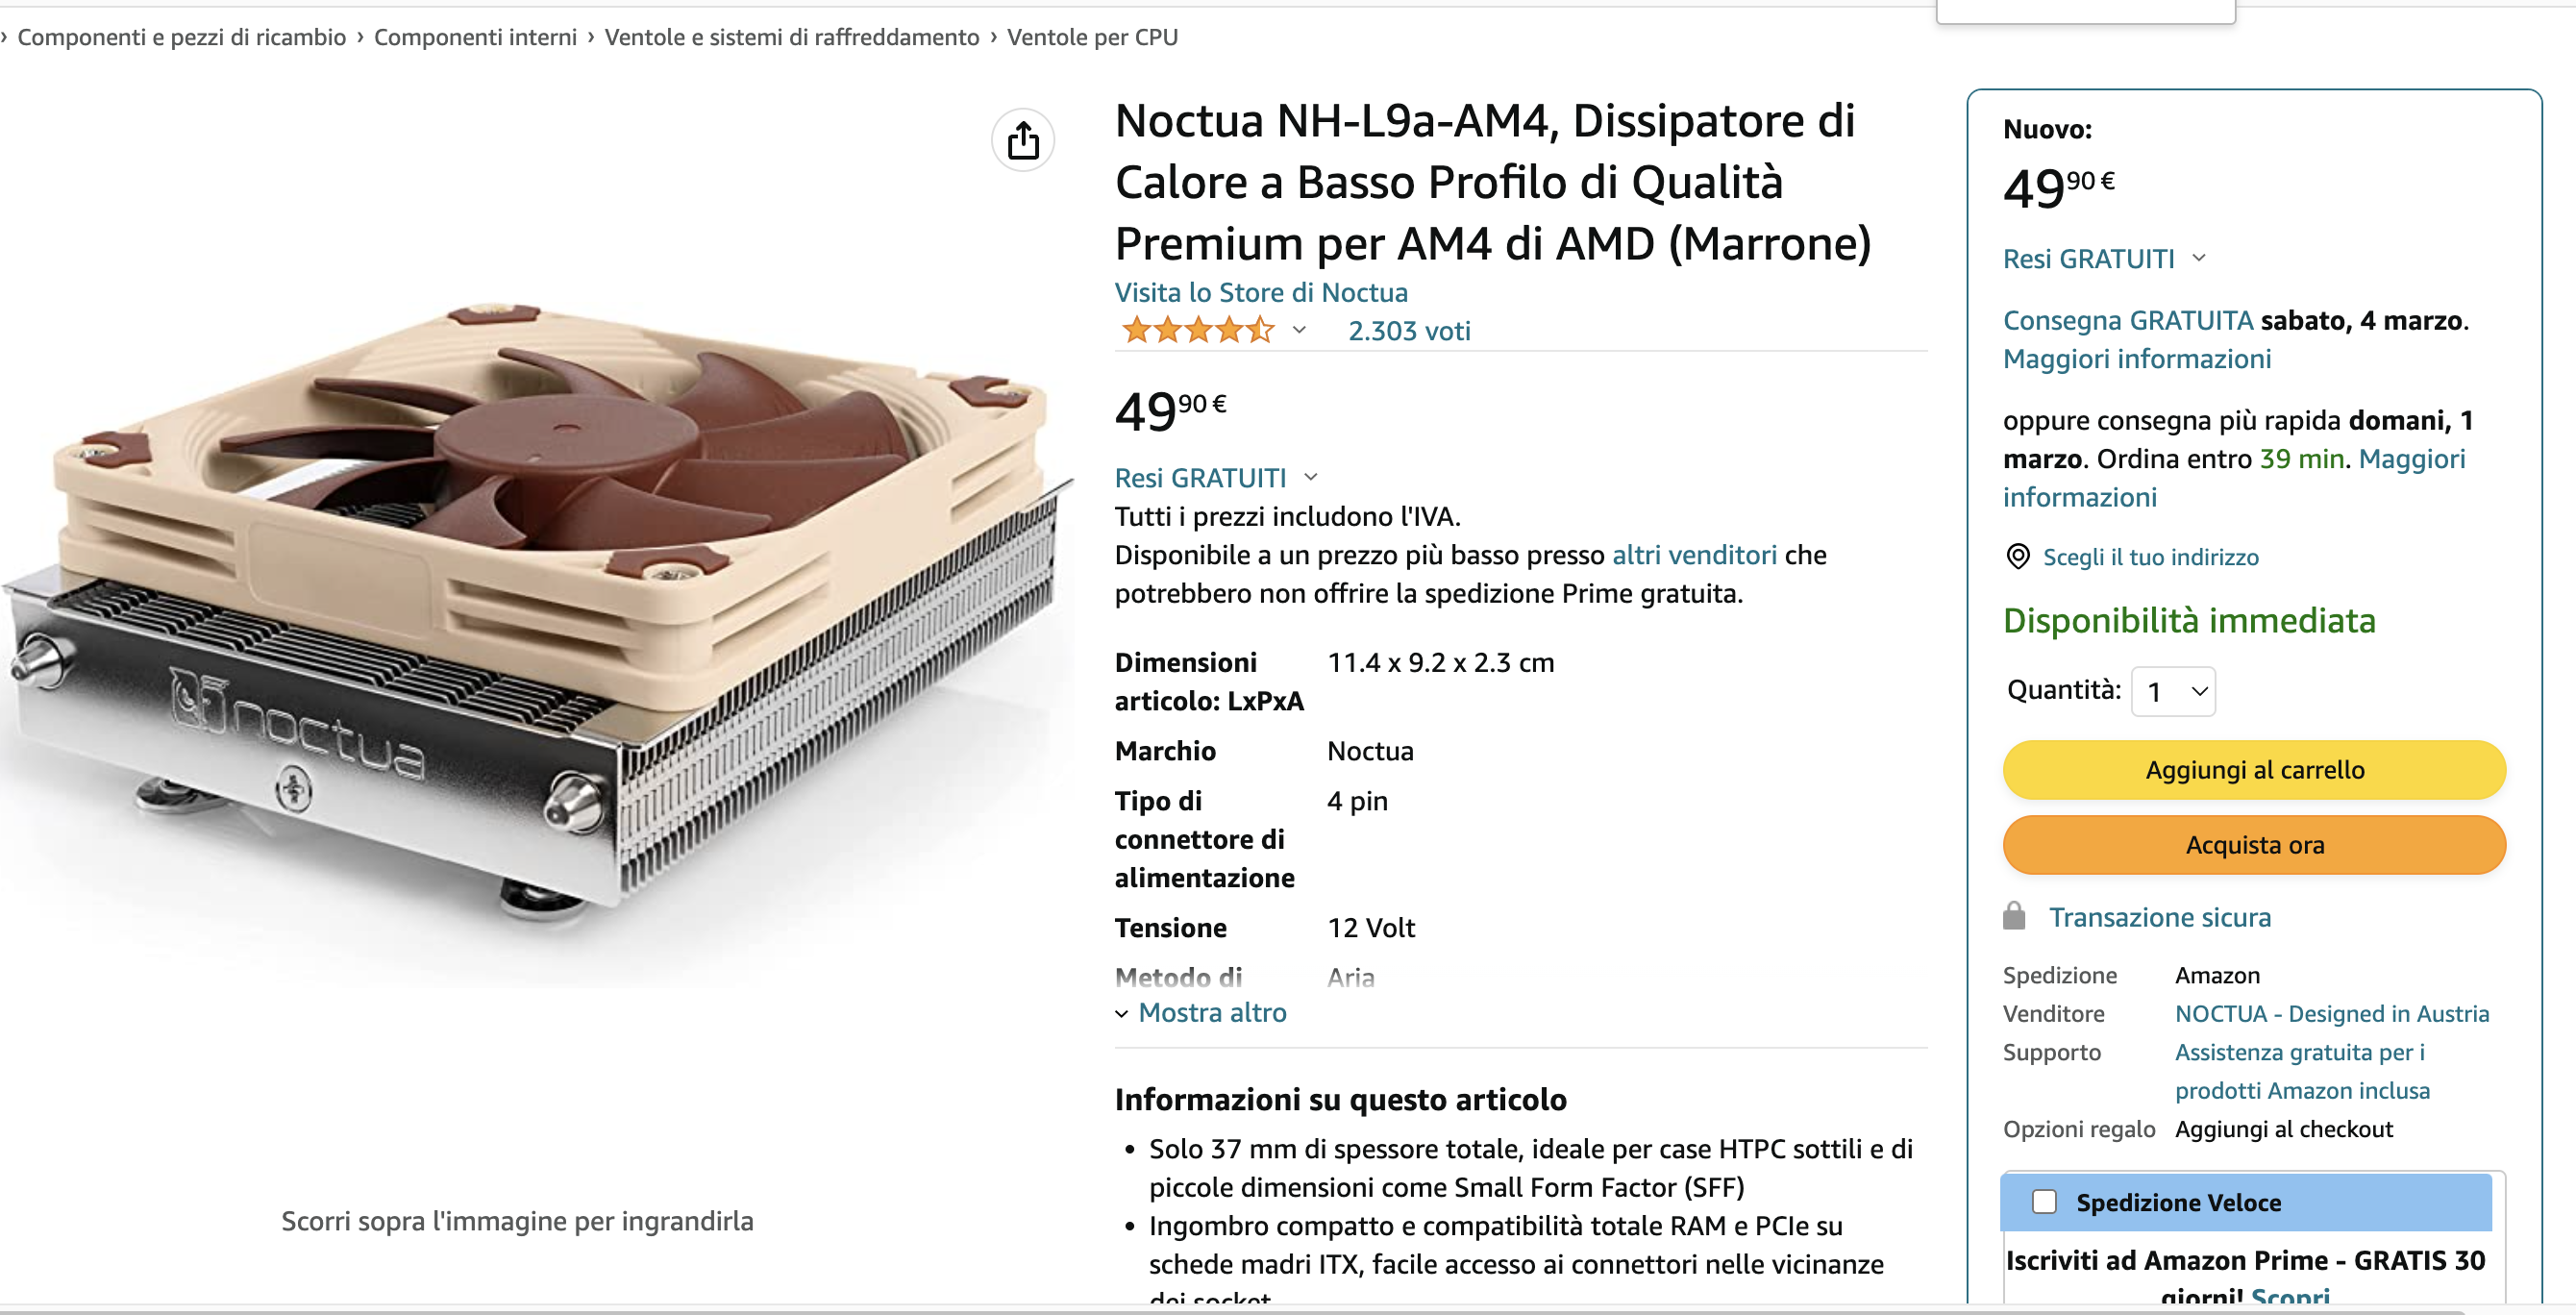 › Componenti e pezzi di ricambio › Componenti interni › Ventole e sistemi di raffreddamento › Ventole per CPU
noctua
Scorri sopra l'immagine per ingrandirla
Noctua NH-L9a-AM4, Dissipatore di
Calore a Basso Profilo di Qualità
Premium per AM4 di AMD (Marrone)
Visita lo Store di Noctua
2.303 voti
49⁹⁰ €
Resi GRATUITI
Tutti i prezzi includono l'IVA.
Disponibile a un prezzo più basso presso altri venditori che
potrebbero non offrire la spedizione Prime gratuita.
Dimensioni 11.4 x 9.2 x 2.3 cm
articolo: LxPxA
Marchio Noctua
Tipo di 4 pin
connettore di
alimentazione
Tensione 12 Volt
Metodo di Aria
Mostra altro
Informazioni su questo articolo
• Solo 37 mm di spessore totale, ideale per case HTPC sottili e di
piccole dimensioni come Small Form Factor (SFF)
• Ingombro compatto e compatibilità totale RAM e PCIe su
schede madri ITX, facile accesso ai connettori nelle vicinanze
dei socket
Nuovo:
49⁹⁰ €
Resi GRATUITI
Consegna GRATUITA sabato, 4 marzo.
Maggiori informazioni
oppure consegna più rapida domani, 1
marzo. Ordina entro 39 min. Maggiori
informazioni
Scegli il tuo indirizzo
Disponibilità immediata
Quantità: 1
Aggiungi al carrello
Acquista ora
Transazione sicura
Spedizione Amazon
Venditore NOCTUA - Designed in Austria
Supporto Assistenza gratuita per i
prodotti Amazon inclusa
Opzioni regalo Aggiungi al checkout
Spedizione Veloce
Iscriviti ad Amazon Prime - GRATIS 30
giorni! Scopri